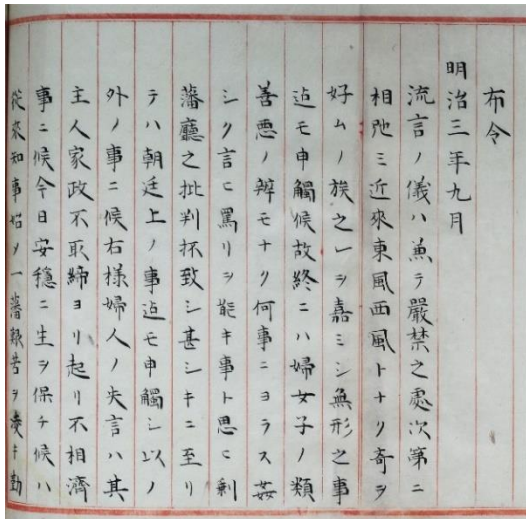 布令
明治三年九月
流言ノ儀ハ兼テ嚴禁之處次第ニ
相弛ミ近來東風西風トナリ奇ヲ
好ムノ族之一ヲ嘉ミシ無形之事
迠モ申觸候故終ニハ婦女子ノ類
善悪ノ辨モナク何事ニヨラス姦
シク言ヒ罵リヲ能キ事ト思ヒ剰
藩廳之批判抔致シ甚シキニ至リ
テハ朝廷上ノ事迠モ申觸シ以ノ
外ノ事ニ候右様婦人ノ失言ハ其
主人家政不取締ヨリ起リ不相濟
事ニ候今日安穩ニ生ヲ保チ候ハ
從來知事始メ一藩艱苦ヲ凌キ勤